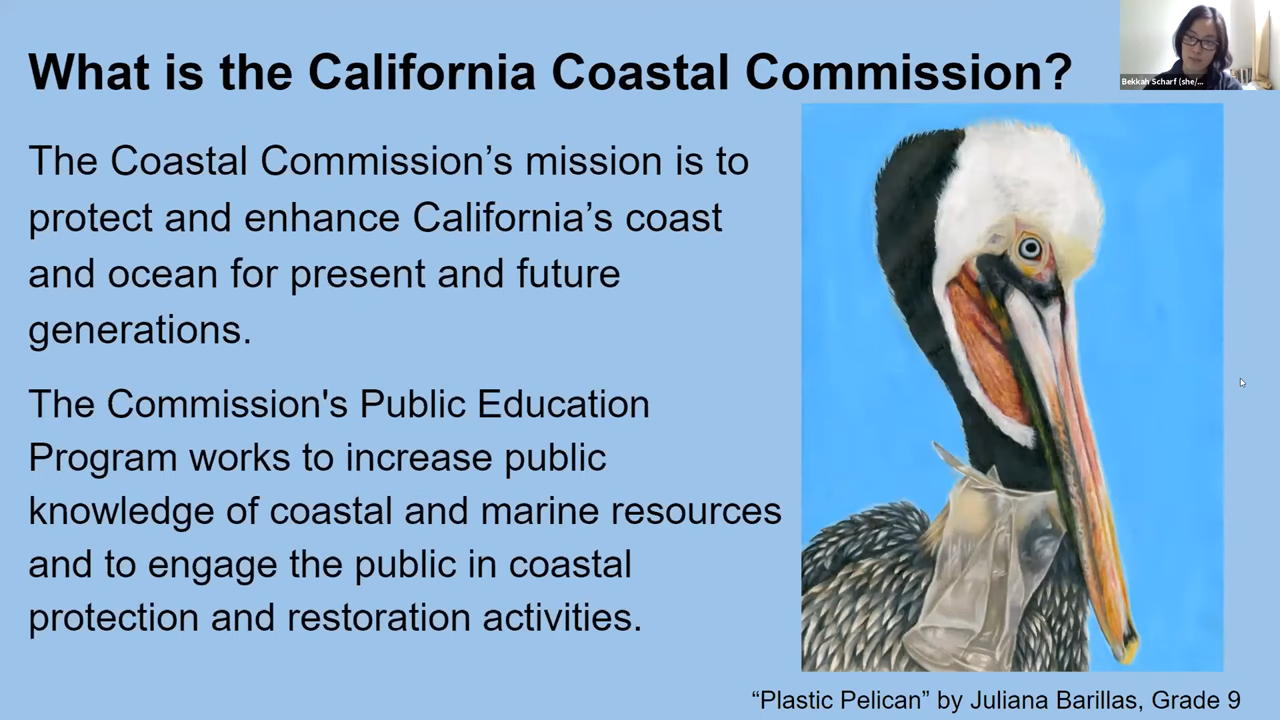 What is the California Coastal Commission?
Bekkah Scharf (she/...
The Coastal Commission’s mission is to
protect and enhance California’s coast
and ocean for present and future
generations.
The Commission's Public Education
Program works to increase public
knowledge of coastal and marine resources
and to engage the public in coastal
protection and restoration activities.
“Plastic Pelican” by Juliana Barillas, Grade 9